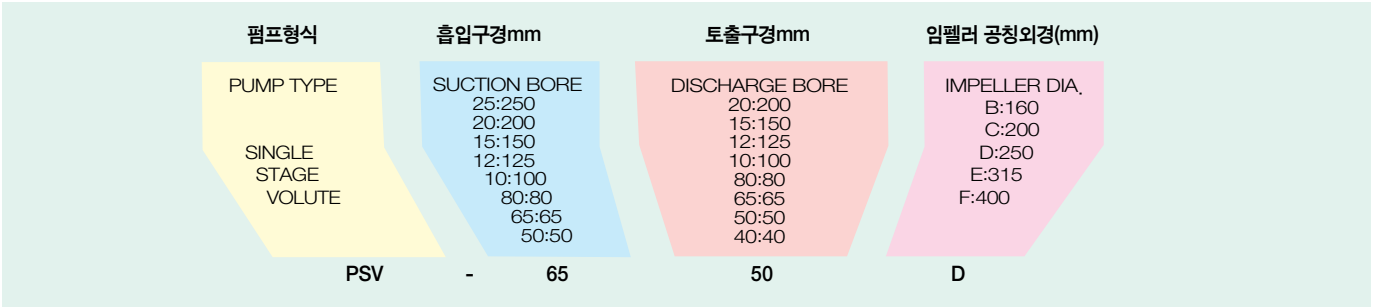 펌프형식
흡입구경mm
토출구경mm
임펠러 공칭외경(mm)
PUMP TYPE
SINGLE
STAGE
VOLUTE
SUCTION BORE
25:250
20:200
15:150
12:125
10:100
80:80
65:65
50:50
DISCHARGE BORE
20:200
15:150
12:125
10:100
80:80
65:65
50:50
40:40
IMPELLER DIA.
B:160
C:200
D:250
E:315
F:400
PSV - 65 50 D